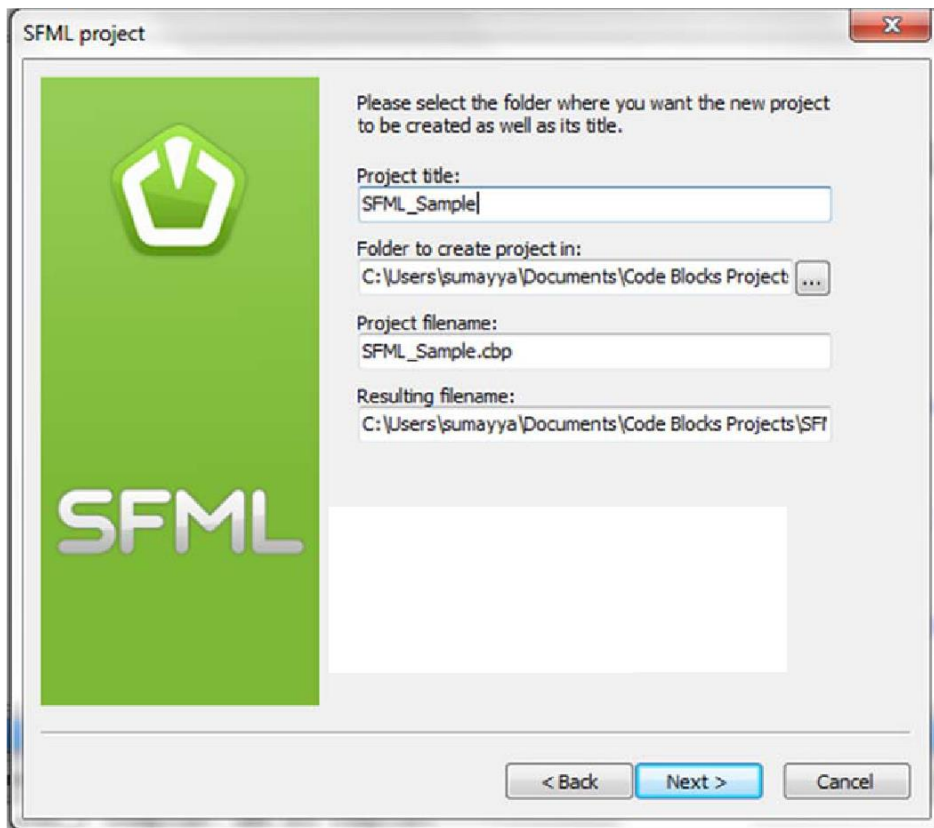 SFML project
Please select the folder where you want the new project
to be created as well as its title.
Project title:
SFML_Sample
Folder to create project in:
C:\Users\sumayya\Documents\Code Blocks Project
...
Project filename:
SFML_Sample.cbp
Resulting filename:
C:\Users\sumayya\Documents\Code Blocks Projects\SF
SFML
< Back
Next >
Cancel